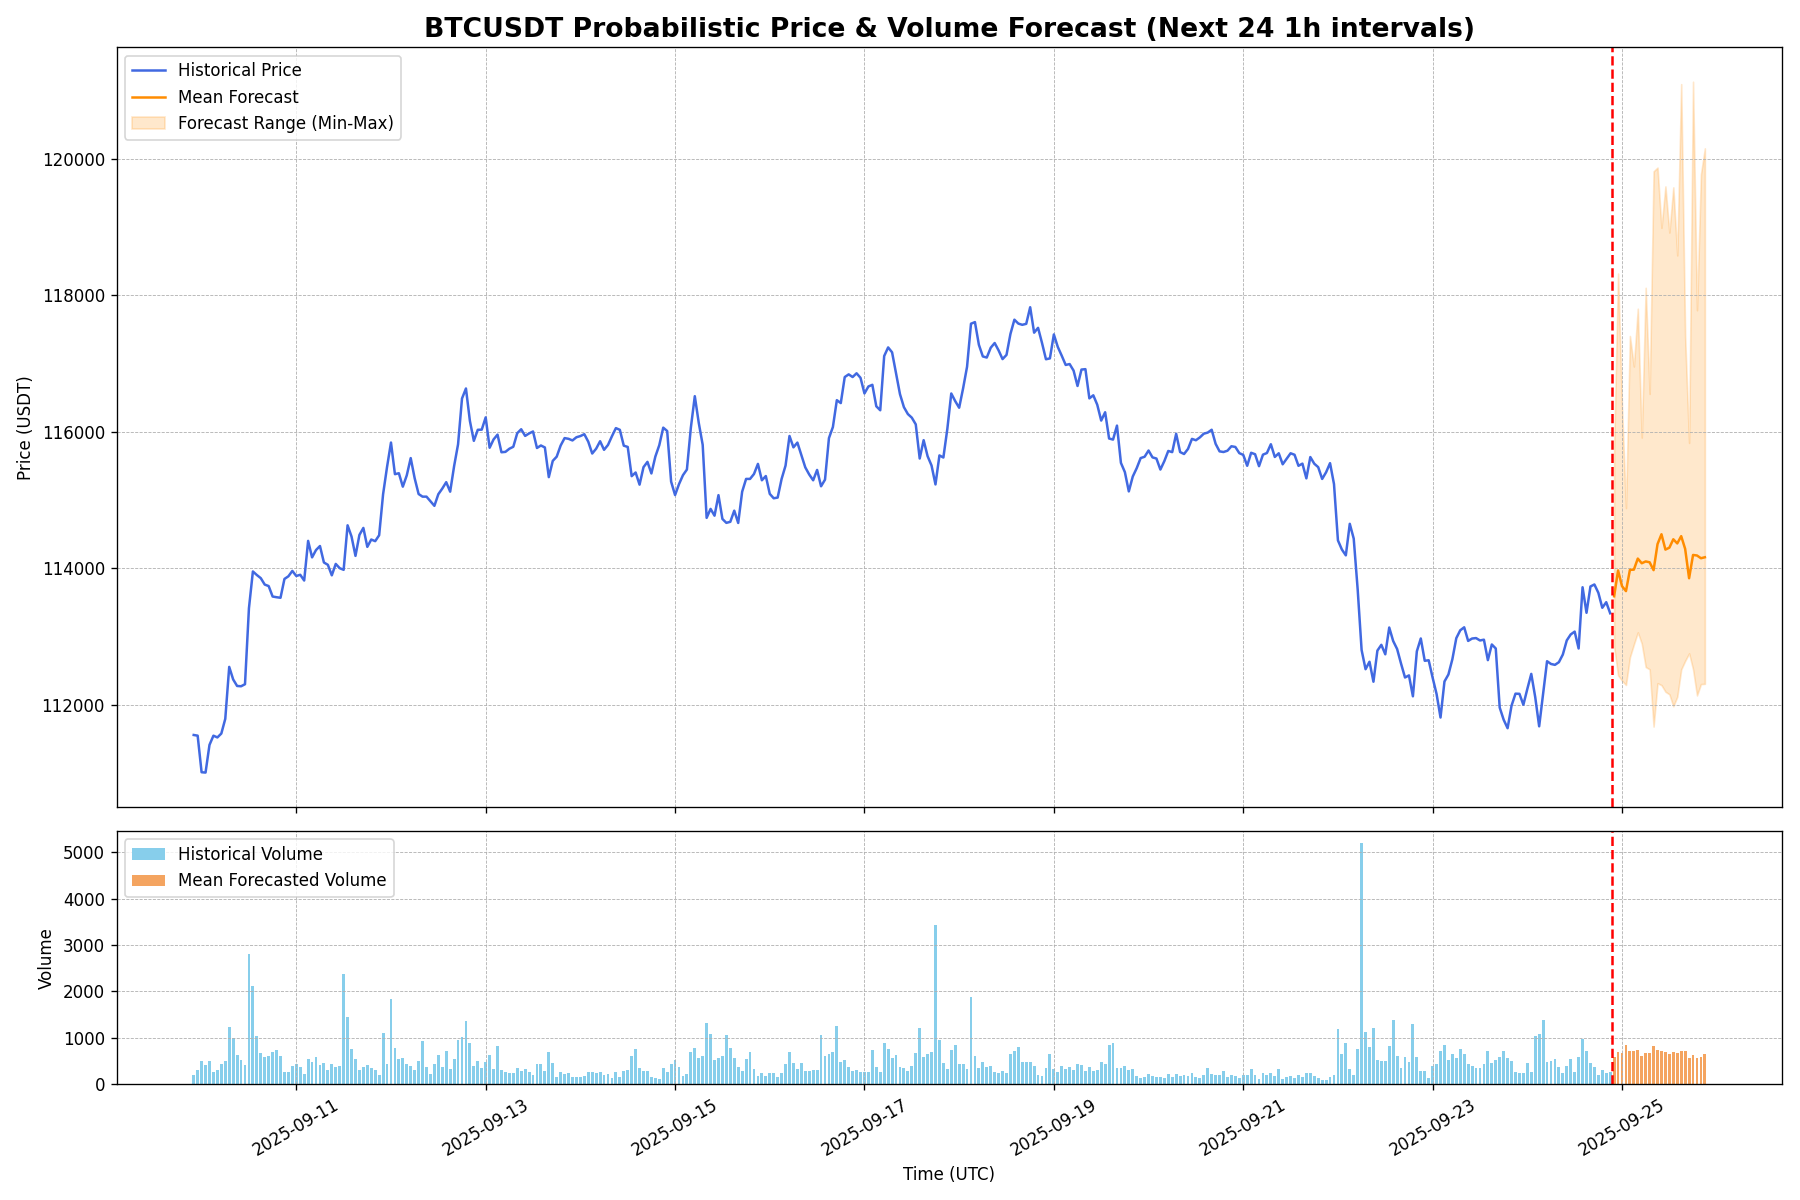 BTCUSDT Probabilistic Price & Volume Forecast (Next 24 1h intervals)
Historical Price
Mean Forecast
Forecast Range (Min-Max)
120000
118000
116000
114000
112000
Price (USDT)
Historical Volume
Mean Forecasted Volume
5000
4000
3000
2000
1000
0
Volume
2025-09-11
2025-09-13
2025-09-15
2025-09-17
2025-09-19
2025-09-21
2025-09-23
2025-09-25
Time (UTC)